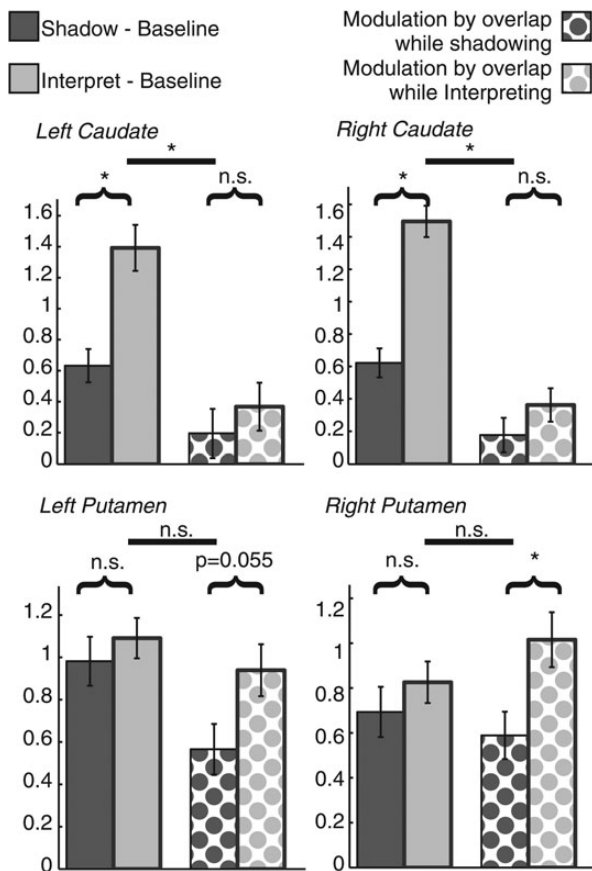 Shadow - Baseline
Interpret - Baseline
Modulation by overlap
while shadowing
Modulation by overlap
while Interpreting
Left Caudate
*
*
n.s.
1.6
1.4
1.2
1
0.8
0.6
0.4
0.2
0
Right Caudate
*
*
n.s.
1.6
1.4
1.2
1
0.8
0.6
0.4
0.2
0
Left Putamen
n.s.
n.s.
p=0.055
1.2
1
0.8
0.6
0.4
0.2
0
Right Putamen
n.s.
n.s.
*
1.2
1
0.8
0.6
0.4
0.2
0